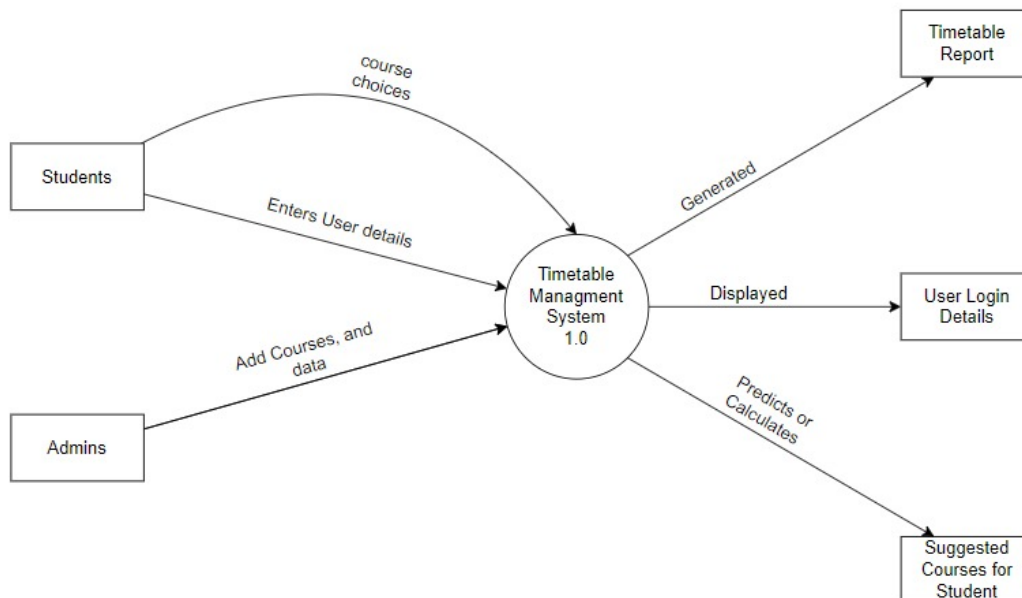 Timetable
Report
course
choices
Students
Generated
Enters User details
Timetable
Managment
System
1.0
Displayed
User Login
Details
Add Courses, and
data
Predicts or
Calculates
Admins
Suggested
Courses for
Student